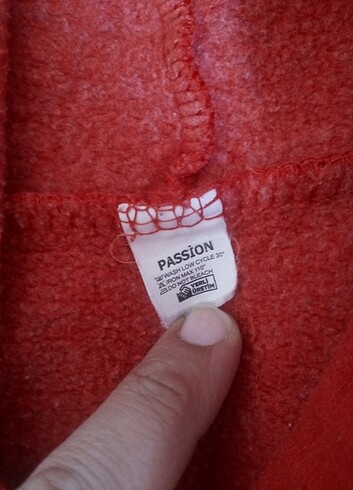 PASSİON
WASH LOW CYCLE 30°
IRON MAX 110°
DO NOT BLEACH
YERLİ
ÜRETİM